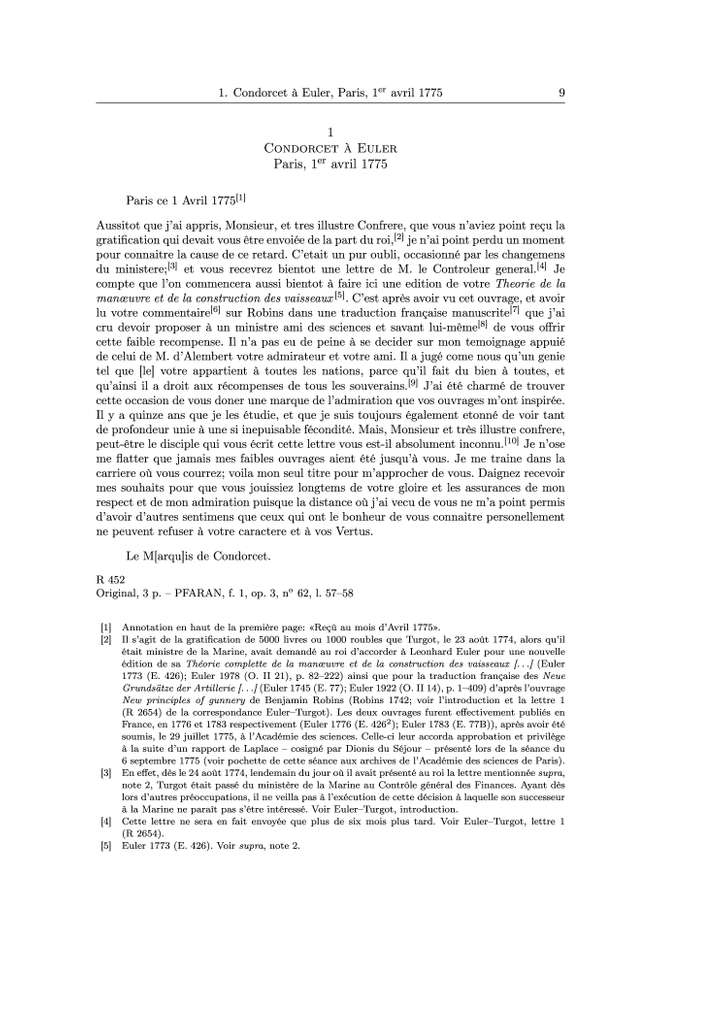 1. Condorcet à Euler, Paris, 1er avril 1775 9
1
Condorcet à Euler
Paris, 1er avril 1775
Paris ce 1 Avril 1775[1]
Aussitot que j'ai appris, Monsieur, et tres illustre Confrere, que vous n'aviez point reçu la
gratification qui devait vous être envoiée de la part du roi,[2] je n'ai point perdu un moment
pour connaitre la cause de ce retard. C'etait un pur oubli, occasionné par les changemens
du ministere;[3] et vous recevrez bientot une lettre de M. le Controleur general.[4] Je
compte que l'on commencera aussi bientot à faire ici une edition de votre Theorie de la
manœuvre et de la construction des vaisseaux[5]. C'est après avoir vu cet ouvrage, et avoir
lu votre commentaire[6] sur Robins dans une traduction française manuscrite[7] que j'ai
cru devoir proposer à un ministre ami des sciences et savant lui-même[8] de vous offrir
cette faible recompense. Il n'a pas eu de peine à se decider sur mon temoignage appuié
de celui de M. d'Alembert votre admirateur et votre ami. Il a jugé come nous qu'un genie
tel que [le] votre appartient à toutes les nations, parce qu'il fait du bien à toutes, et
qu'ainsi il a droit aux récompenses de tous les souverains.[9] J'ai été charmé de trouver
cette occasion de vous doner une marque de l'admiration que vos ouvrages m'ont inspirée.
Il y a quinze ans que je les étudie, et que je suis toujours également etonné de voir tant
de profondeur unie à une si inepuisable fécondité. Mais, Monsieur et très illustre confrere,
peut-être le disciple qui vous écrit cette lettre vous est-il absolument inconnu.[10] Je n'ose
me flatter que jamais mes faibles ouvrages aient été jusqu'à vous. Je me traine dans la
carriere où vous courrez; voila mon seul titre pour m'approcher de vous. Daignez recevoir
mes souhaits pour que vous jouissiez longtems de votre gloire et les assurances de mon
respect et de mon admiration puisque la distance où j'ai vecu de vous ne m'a point permis
d'avoir d'autres sentimens que ceux qui ont le bonheur de vous connaitre personellement
ne peuvent refuser à votre caractere et à vos Vertus.
Le M[arqu]is de Condorcet.
R 452
Original, 3 p. – PFARAN, f. 1, op. 3, no 62, l. 57–58
[1] Annotation en haut de la première page: «Reçû au mois d'Avril 1775».
[2] Il s'agit de la gratification de 5000 livres ou 1000 roubles que Turgot, le 23 août 1774, alors qu'il
était ministre de la Marine, avait demandé au roi d'accorder à Leonhard Euler pour une nouvelle
édition de sa Théorie complette de la manœuvre et de la construction des vaisseaux [...] (Euler
1773 (E. 426); Euler 1978 (O. II 21), p. 82–222) ainsi que pour la traduction française des Neue
Grundsätze der Artillerie [...] (Euler 1745 (E. 77); Euler 1922 (O. II 14), p. 1–409) d'après l'ouvrage
New principles of gunnery de Benjamin Robins (Robins 1742; voir l'introduction et la lettre 1
(R 2654) de la correspondance Euler–Turgot). Les deux ouvrages furent effectivement publiés en
France, en 1776 et 1783 respectivement (Euler 1776 (E. 426²); Euler 1783 (E. 77B)), après avoir été
soumis, le 29 juillet 1775, à l'Académie des sciences. Celle-ci leur accorda approbation et privilège
à la suite d'un rapport de Laplace – cosigné par Dionis du Séjour – présenté lors de la séance du
6 septembre 1775 (voir pochette de cette séance aux archives de l'Académie des sciences de Paris).
[3] En effet, dès le 24 août 1774, lendemain du jour où il avait présenté au roi la lettre mentionnée supra,
note 2, Turgot était passé du ministère de la Marine au Contrôle général des Finances. Ayant dès
lors d'autres préoccupations, il ne veilla pas à l'exécution de cette décision à laquelle son successeur
à la Marine ne paraît pas s'être intéressé. Voir Euler–Turgot, introduction.
[4] Cette lettre ne sera en fait envoyée que plus de six mois plus tard. Voir Euler–Turgot, lettre 1
(R 2654).
[5] Euler 1773 (E. 426). Voir supra, note 2.